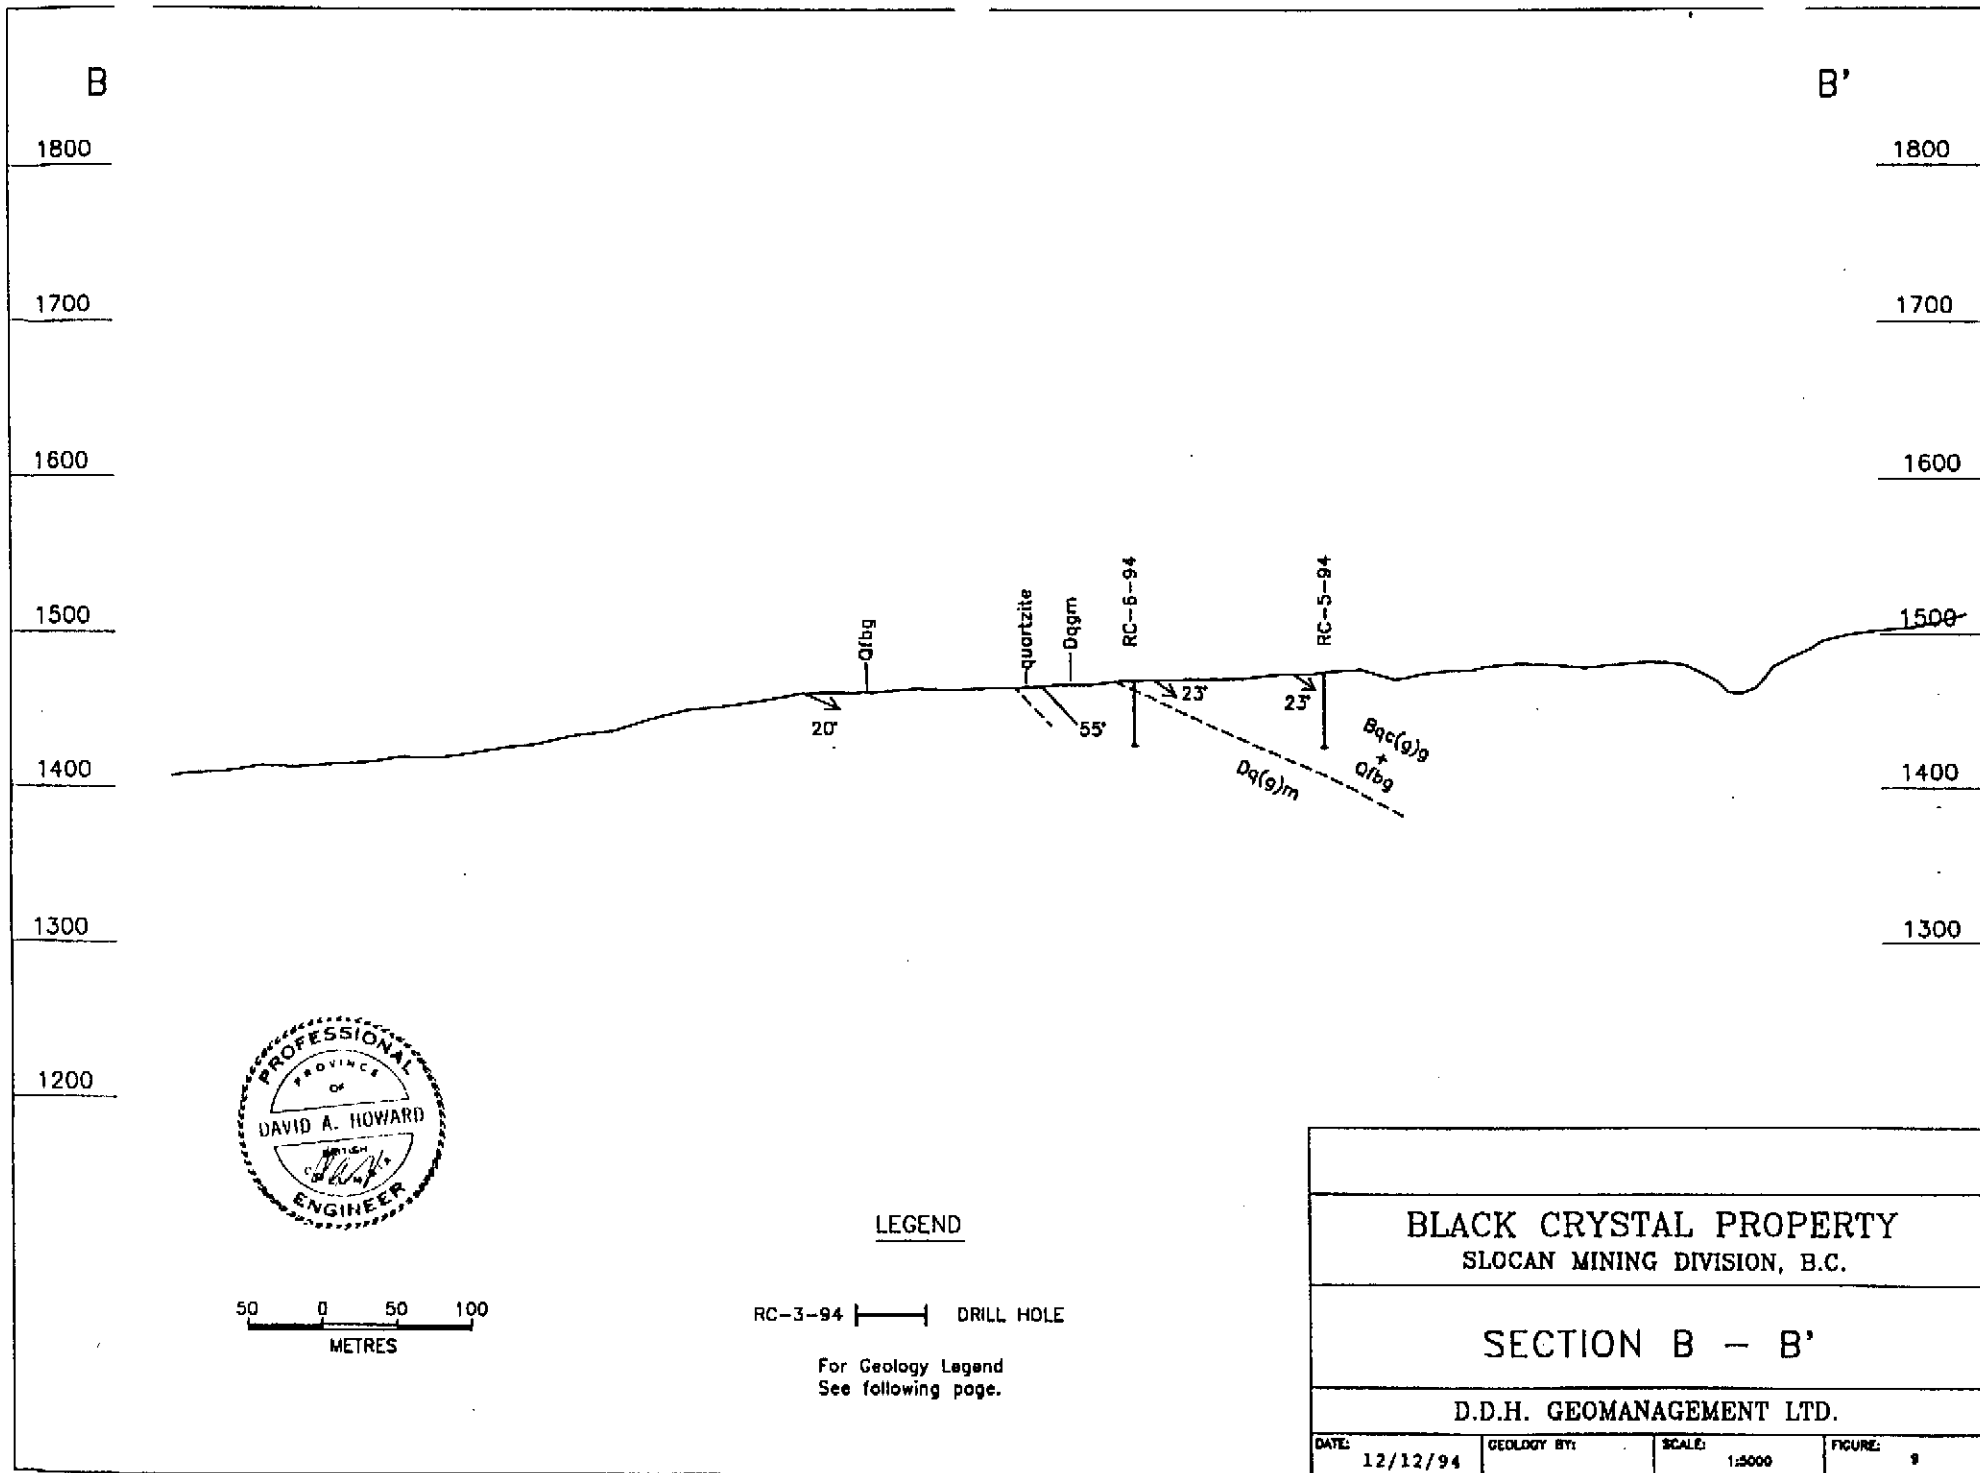 B
B'
1800
1800
1700
1700
1600
1600
1500
1500
1400
1400
1300
1300
1200
Qfbg
quartzite
Dqgm
RC-6-94
RC-5-94
20°
55°
23°
23°
Dq(g)m
Bqc(g)g
+
Qfbg
PROFESSIONAL
PROVINCE
OF
DAVID A. HOWARD
BRITISH
ENGINEER
50 0 50 100
METRES
LEGEND
RC-3-94 DRILL HOLE
For Geology Legend
See following page.
BLACK CRYSTAL PROPERTY
SLOCAN MINING DIVISION, B.C.
SECTION B - B'
D.D.H. GEOMANAGEMENT LTD.
DATE: 12/12/94 GEOLOGY BY: SCALE: 1:5000 FIGURE: 9